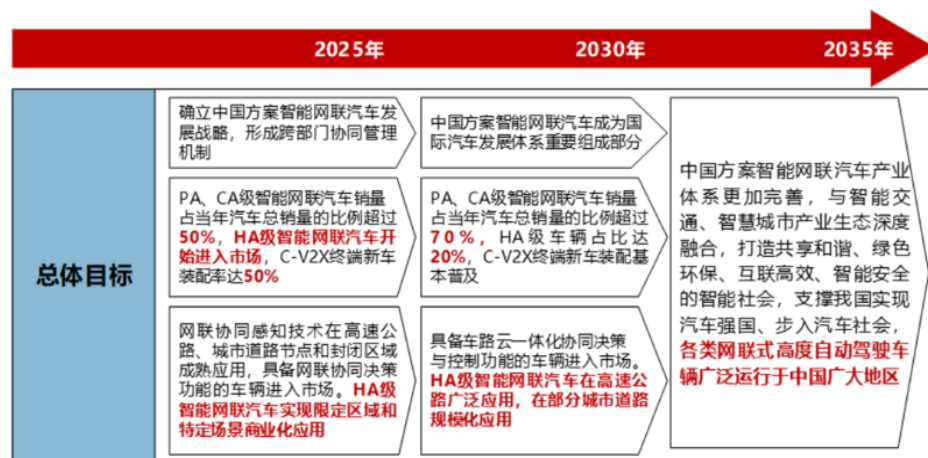 2025年
2030年
2035年
总体目标
确立中国方案智能网联汽车发
展战略，形成跨部门协同管理
机制
PA、CA级智能网联汽车销量
占当年汽车总销量的比例超过
50%，HA级智能网联汽车开
始进入市场，C-V2X终端新车
装配率达50%
网联协同感知技术在高速公
路、城市道路节点和封闭区域
成熟应用，具备网联协同决策
功能的车辆进入市场。HA级
智能网联汽车实现限定区域和
特定场景商业化应用
中国方案智能网联汽车成为国
际汽车发展体系重要组成部分
PA、CA级智能网联汽车销量
占当年汽车总销量的比例超过
70%，HA级车辆占比达
20%，C-V2X终端新车装配基
本普及
具备车路云一体化协同决策
与控制功能的车辆进入市场。
HA级智能网联汽车在高速公
路广泛应用，在部分城市道路
规模化应用
中国方案智能网联汽车产业
体系更加完善，与智能交
通、智慧城市产业生态深度
融合，打造共享和谐、绿色
环保、互联高效、智能安全
的智能社会，支撑我国实现
汽车强国、步入汽车社会，
各类网联式高度自动驾驶车
辆广泛运行于中国广大地区